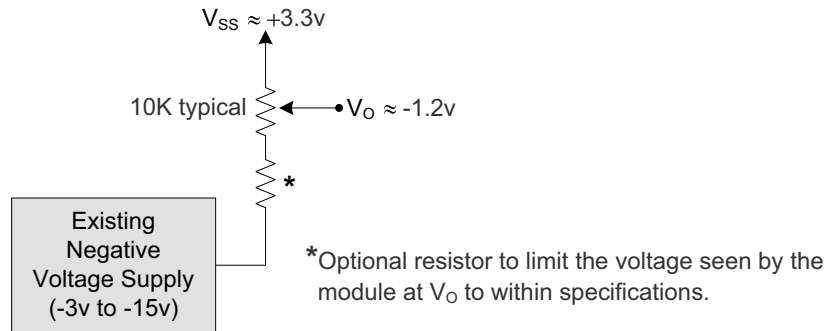 V_SS ≈ +3.3v
10K typical
V_O ≈ -1.2v
*
Existing
Negative
Voltage Supply
(-3v to -15v)
*Optional resistor to limit the voltage seen by the
module at V_O to within specifications.